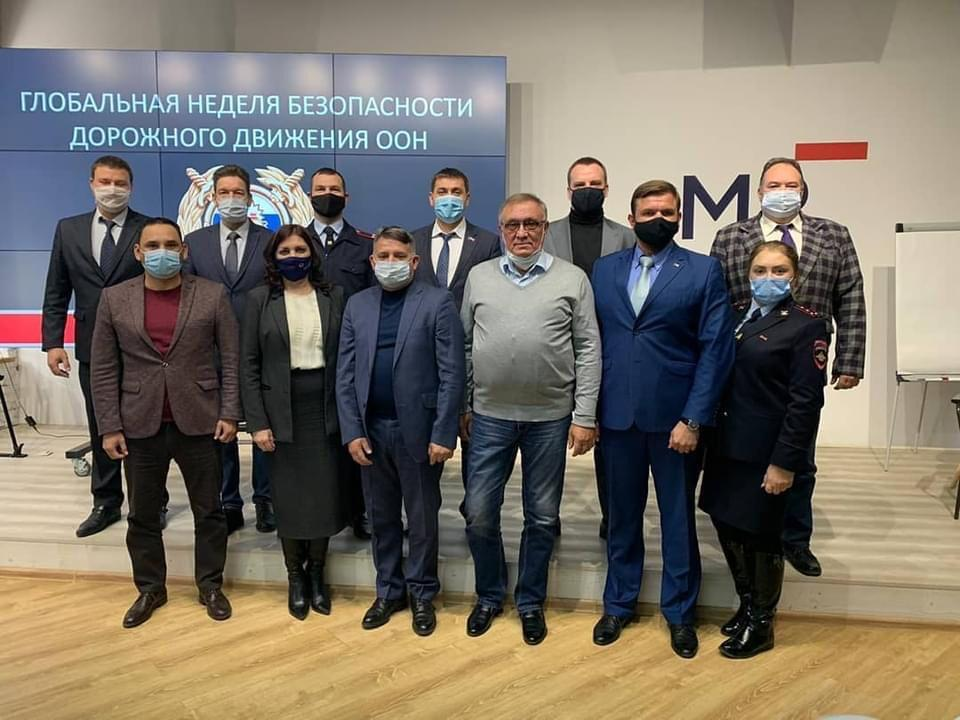 ГЛОБАЛЬНАЯ НЕДЕЛЯ БЕЗОПАСНОСТИ
ДОРОЖНОГО ДВИЖЕНИЯ ООН